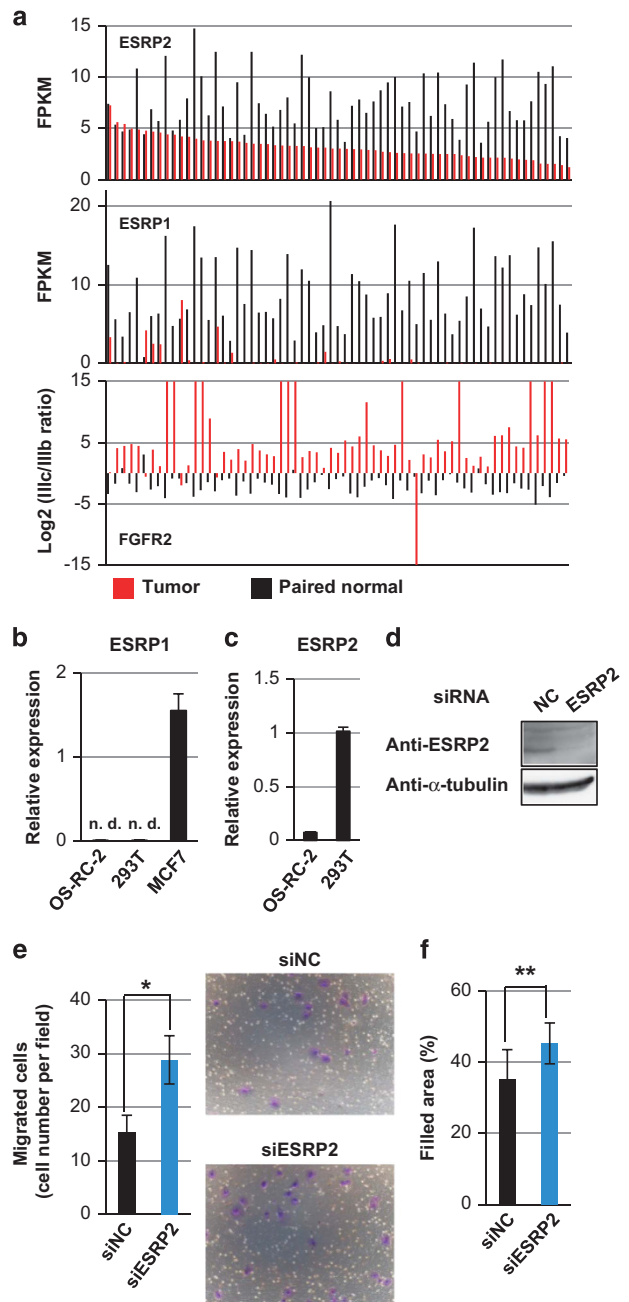 a
ESRP2
FPKM
15
10
5
0
ESRP1
FPKM
20
10
0
Log2 (IIIc/IIIb ratio)
15
5
-5
-15
FGFR2
Tumor
Paired normal
b
ESRP1
Relative expression
2
1
0
n. d.
n. d.
OS-RC-2
293T
MCF7
c
ESRP2
Relative expression
1.5
1
0.5
0
OS-RC-2
293T
d
siRNA
NC
ESRP2
Anti-ESRP2
Anti-α-tubulin
e
Migrated cells
(cell number per field)
40
30
20
10
0
*
siNC
siESRP2
siNC
siESRP2
f
Filled area (%)
60
40
20
0
**
siNC
siESRP2